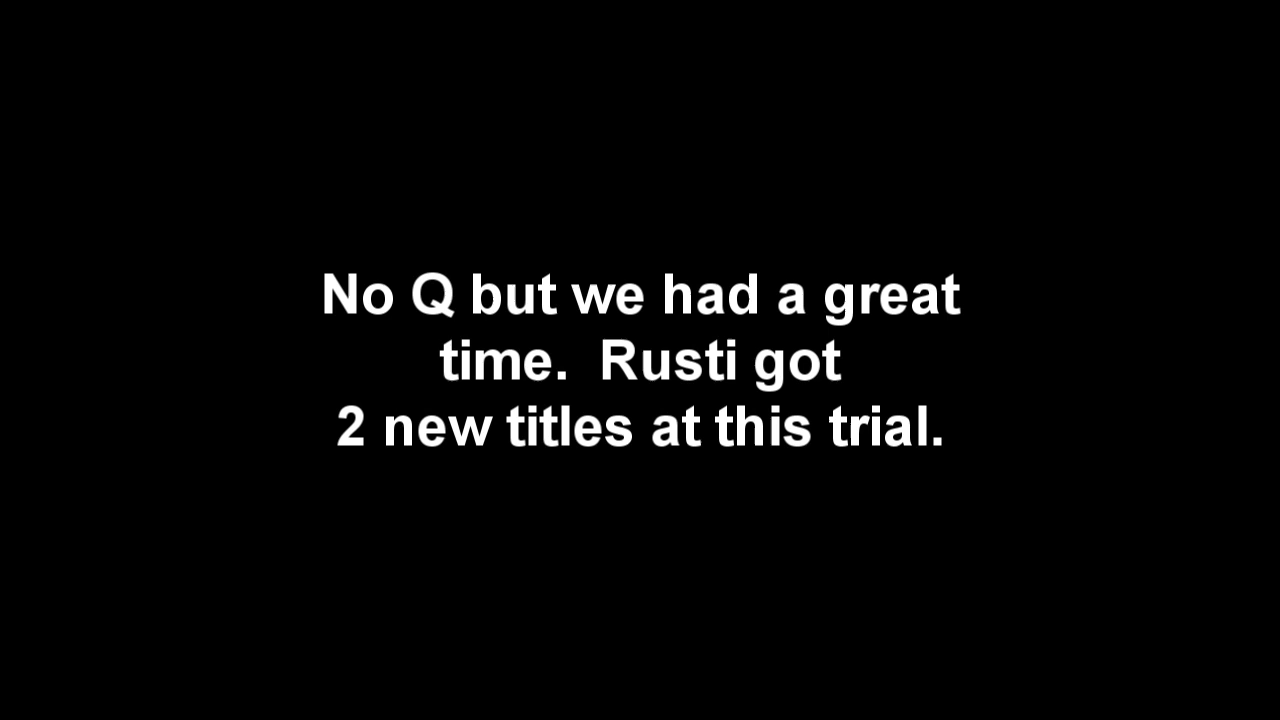 No Q but we had a great
time.  Rusti got
2 new titles at this trial.